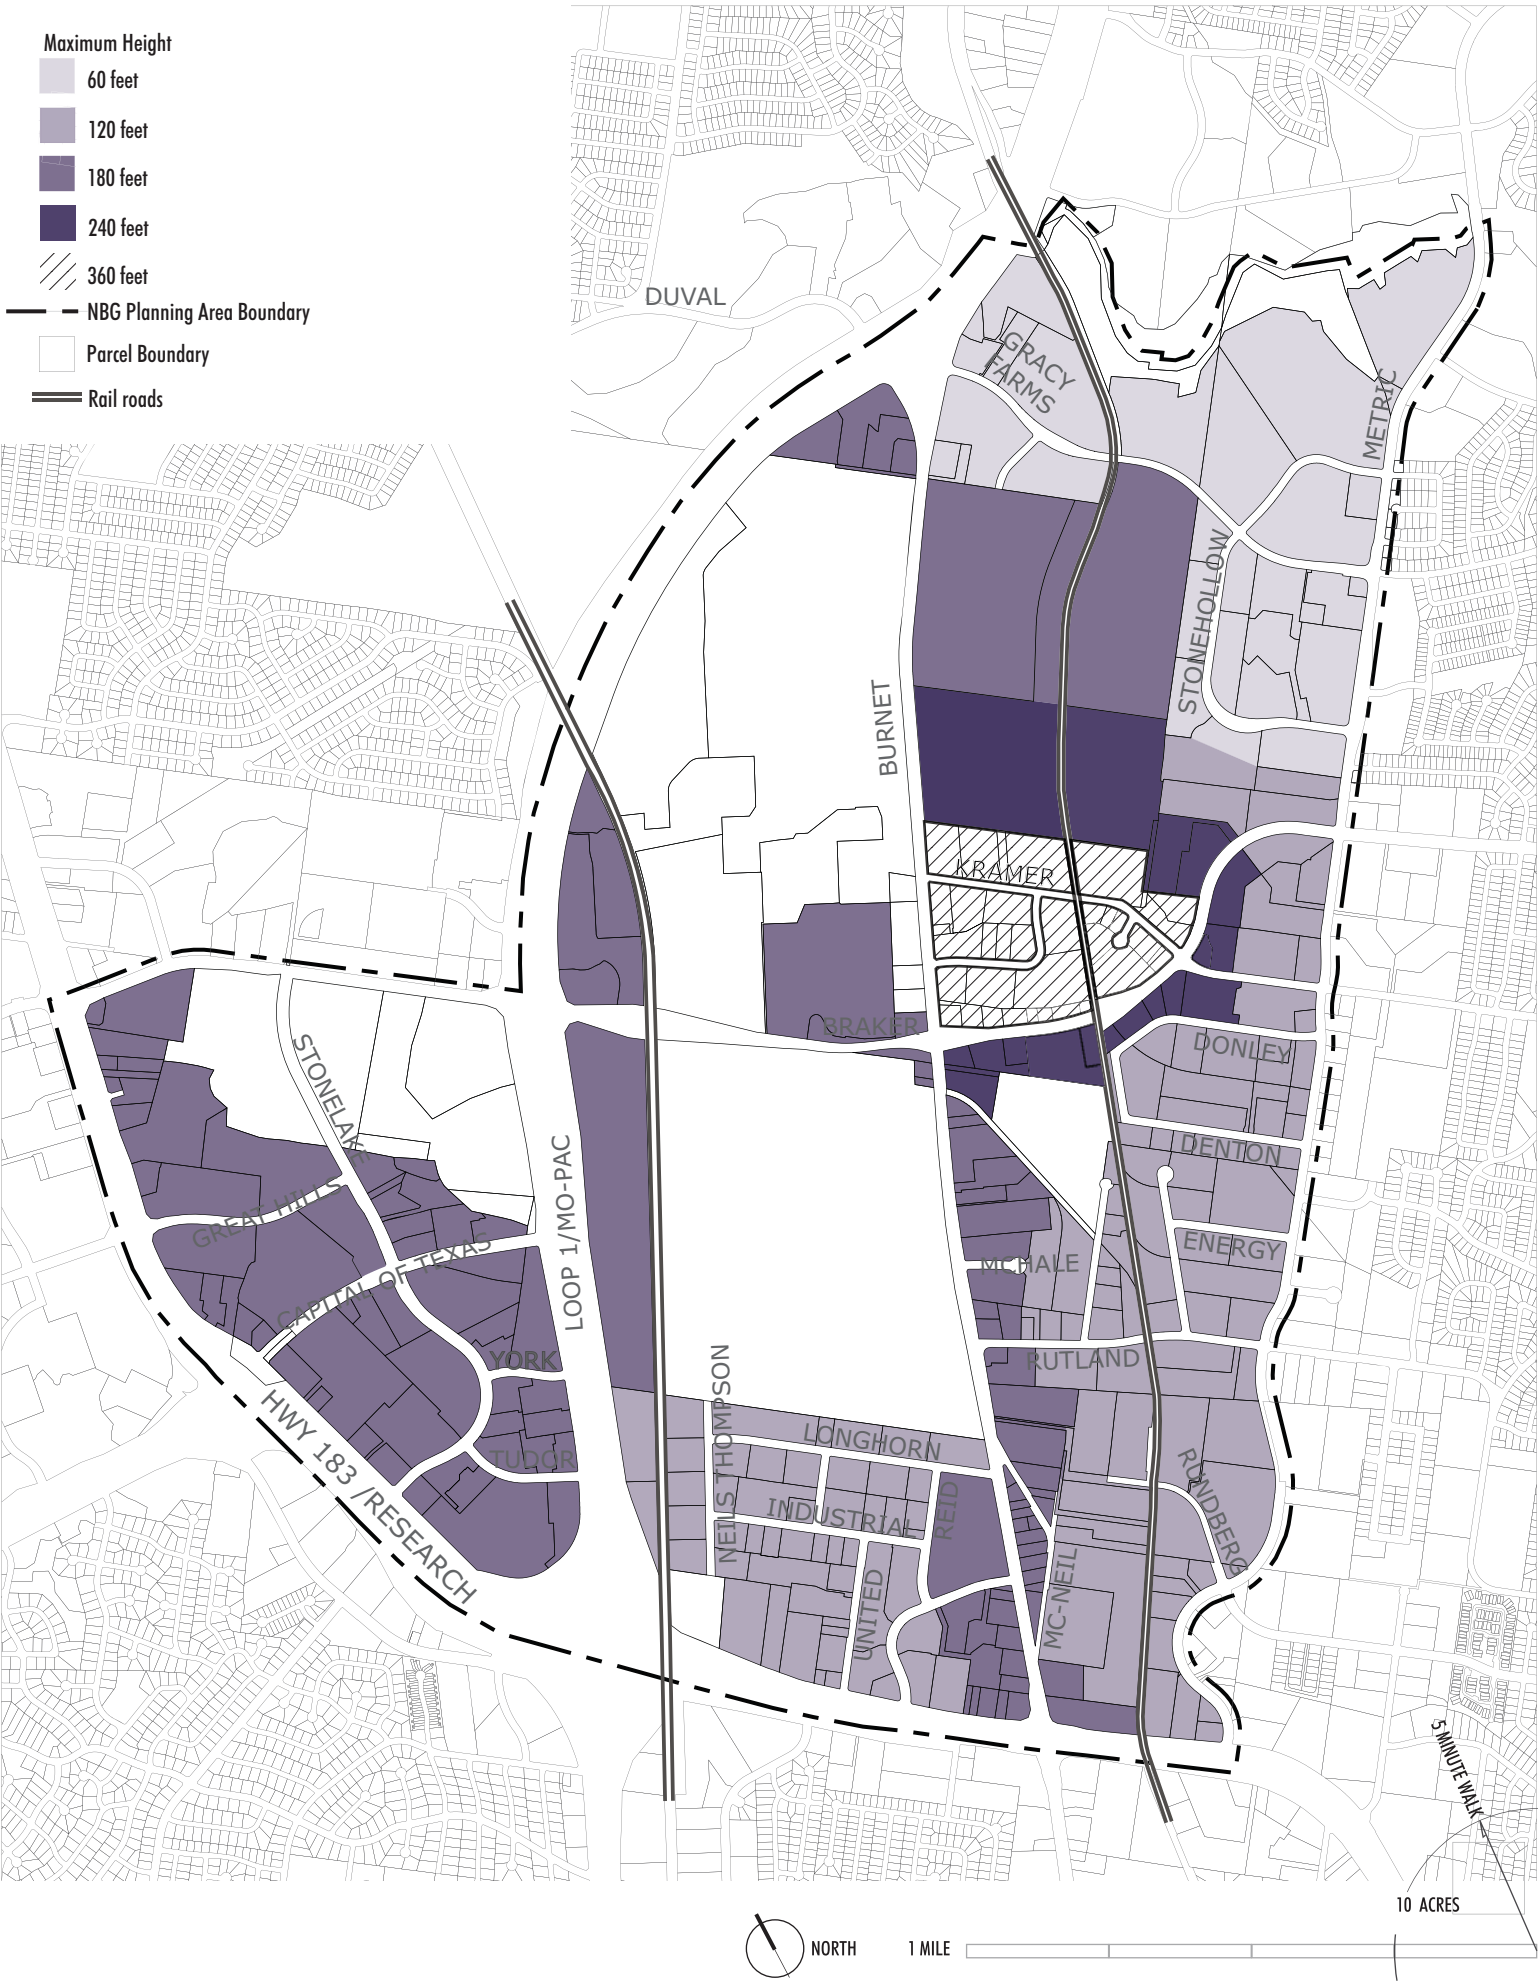 Maximum Height
60 feet
120 feet
180 feet
240 feet
360 feet
NBG Planning Area Boundary
Parcel Boundary
Rail roads
DUVAL
GRACY
FARMS
METRIC
STONEHOLLOW
BURNET
KRAMER
BRAKER
DONLEY
STONELAKE
DENTON
GREAT HILLS
ENERGY
CAPITAL OF TEXAS
LOOP 1/MO-PAC
MCHALE
YORK
RUTLAND
HWY 183 /RESEARCH
NEILS THOMPSON
LONGHORN
TUDOR
RUNDBERG
INDUSTRIAL
REID
UNITED
MC-NEIL
5 MINUTE WALK
10 ACRES
NORTH
1 MILE